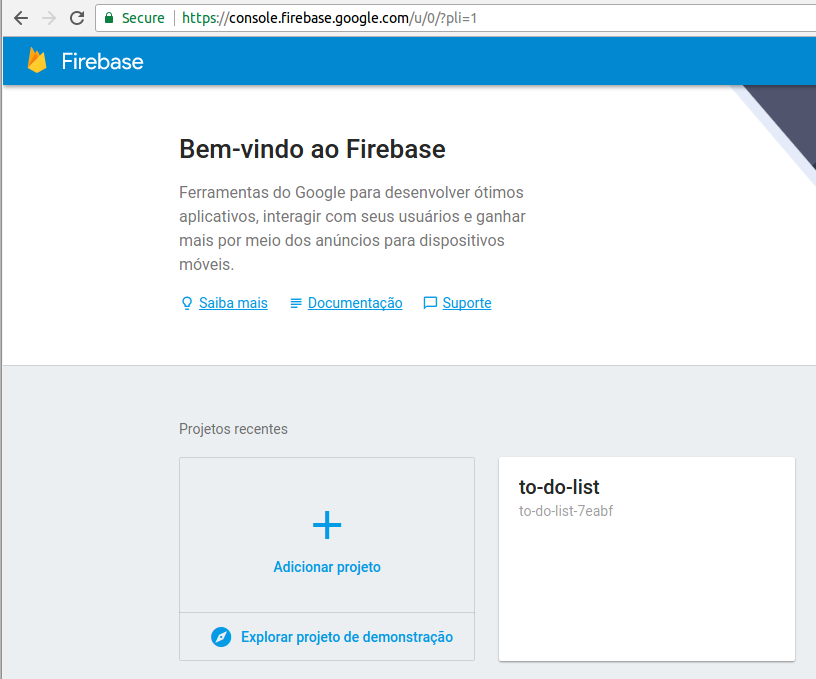 Secure | https://console.firebase.google.com/u/0/?pli=1
Firebase
Bem-vindo ao Firebase
Ferramentas do Google para desenvolver ótimos
aplicativos, interagir com seus usuários e ganhar
mais por meio dos anúncios para dispositivos
móveis.
Saiba mais Documentação Suporte
Projetos recentes
to-do-list
to-do-list-7eabf
Adicionar projeto
Explorar projeto de demonstração